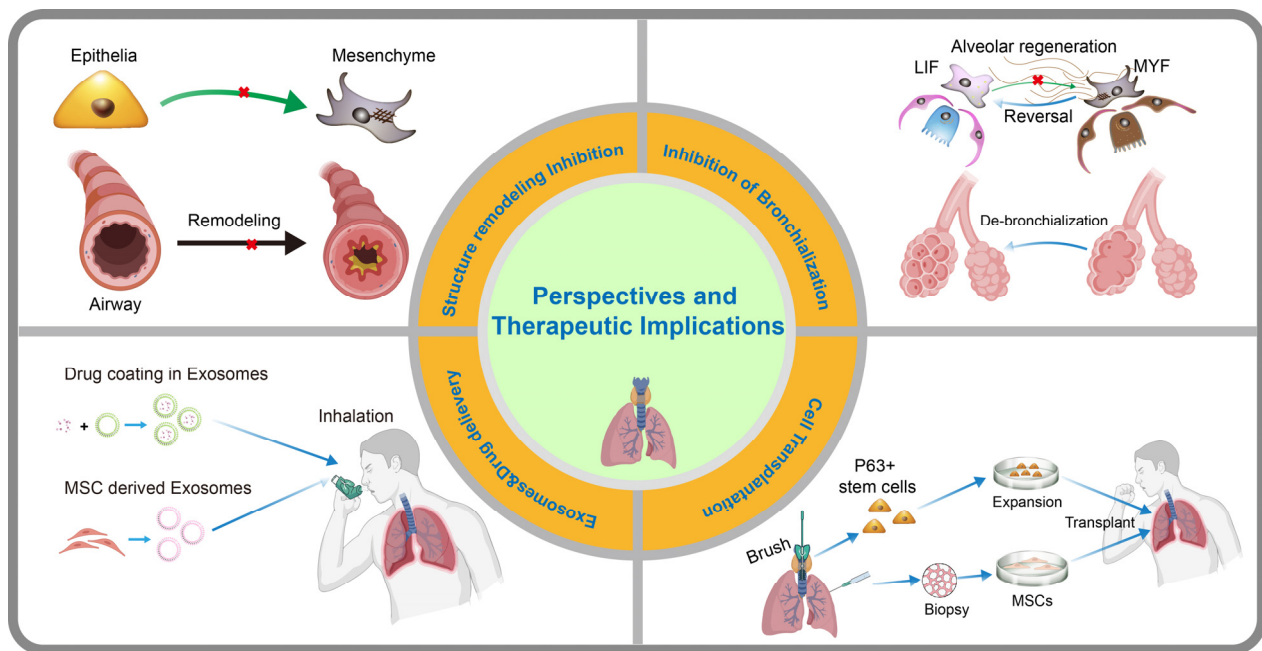 Epithelia
Mesenchyme
Remodeling
Airway
Structure remodeling Inhibition
Inhibition of Bronchialization
Alveolar regeneration
LIF
MYF
Reversal
De-bronchialization
Perspectives and
Therapeutic Implications
Drug coating in Exosomes
+
Inhalation
MSC derived Exosomes
Exosomes&Drug delievery
Cell Transplantation
P63+
stem cells
Brush
Expansion
Transplant
Biopsy
MSCs